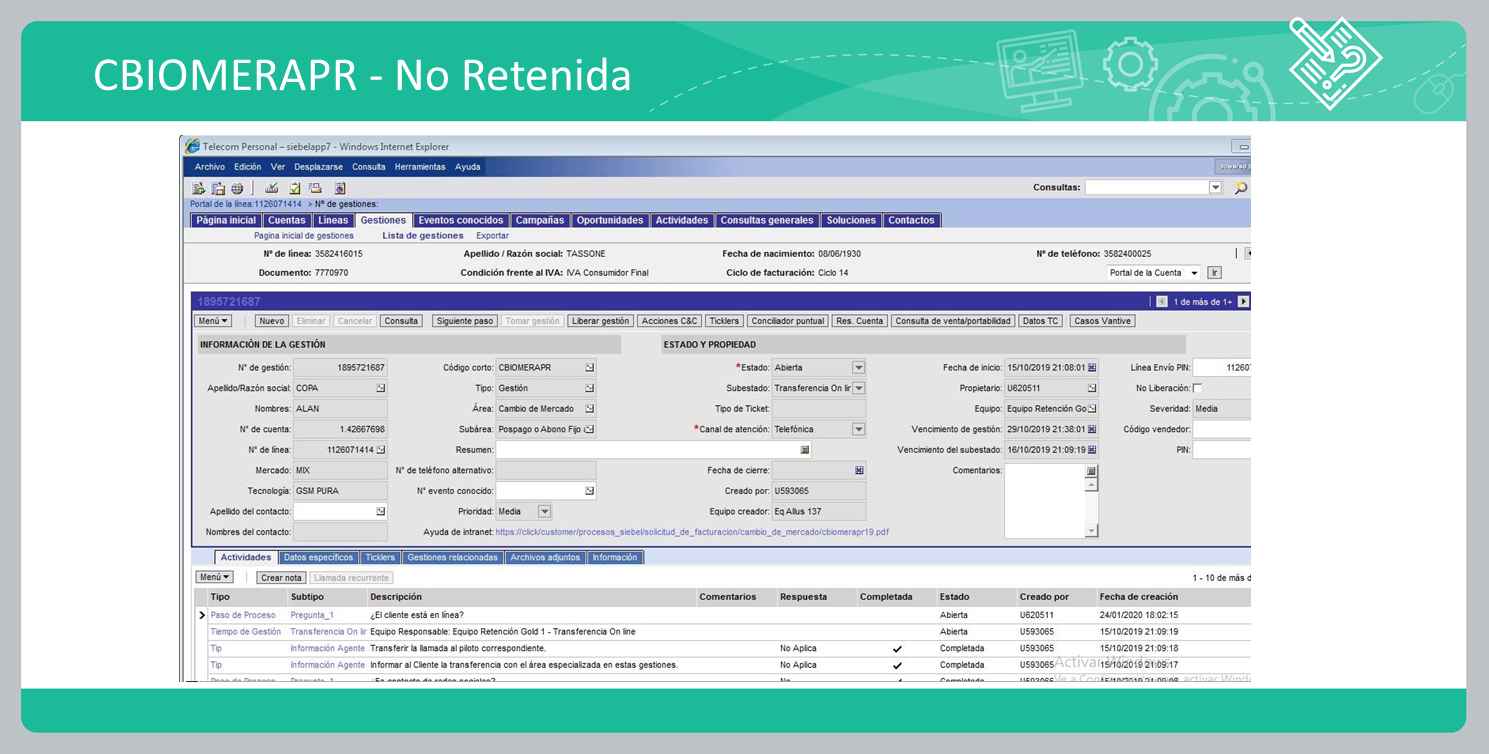 CBIOMERAPR - No Retenida
Telecom Personal – siebelapp7 - Windows Internet Explorer
Archivo Edición Ver Desplazarse Consulta Herramientas Ayuda
powered
Consultas:
Portal de la línea:1126071414 > Nº de gestiones:
Página inicial Cuentas Líneas Gestiones Eventos conocidos Campañas Oportunidades Actividades Consultas generales Soluciones Contactos
Pagina inicial de gestiones Lista de gestiones Exportar
Nº de línea: 3582416015 Apellido / Razón social: TASSONE Fecha de nacimiento: 08/06/1930 Nº de teléfono: 3582400025
Documento: 7770970 Condición frente al IVA: IVA Consumidor Final Ciclo de facturación: Ciclo 14 Portal de la Cuenta Ir
1895721687 1 de más de 1+
Menú Nuevo Eliminar Cancelar Consulta Siguiente paso Tomar gestión Liberar gestión Acciones C&C Ticklers Conciliador puntual Res. Cuenta Consulta de venta/portabilidad Datos TC Casos Vantive
INFORMACIÓN DE LA GESTIÓN ESTADO Y PROPIEDAD
N° de gestión: 1895721687 Código corto: CBIOMERAPR *Estado: Abierta Fecha de inicio: 15/10/2019 21:08:01 Línea Envío PIN: 11260
Apellido/Razón social: COPA Tipo: Gestión Subestado: Transferencia On lir Propietario: U620511 No Liberación:
Nombres: ALAN Área: Cambio de Mercado Tipo de Ticket: Equipo: Equipo Retención Go Severidad: Media
N° de cuenta: 1.42667698 Subárea: Pospago o Abono Fijo *Canal de atención: Telefónica Vencimiento de gestión: 29/10/2019 21:38:01 Código vendedor:
N° de línea: 1126071414 Resumen: Vencimiento del subestado: 16/10/2019 21:09:19 PIN:
Mercado: MIX N° de teléfono alternativo: Fecha de cierre: Comentarios:
Tecnología: GSM PURA N° evento conocido: Creado por: U593065
Apellido del contacto: Prioridad: Media Equipo creador: Eq Allus 137
Nombres del contacto: Ayuda de intranet: https://click/customer/procesos_siebel/solicitud_de_facturacion/cambio_de_mercado/cbiomerapr19.pdf
Actividades Datos específicos Ticklers Gestiones relacionadas Archivos adjuntos Información
Menú Crear nota Llamada recurrente 1 - 10 de más d
Tipo Subtipo Descripción Comentarios Respuesta Completada Estado Creado por Fecha de creación
Paso de Proceso Pregunta_1 ¿El cliente está en línea? Abierta U620511 24/01/2020 18:02:15
Tiempo de Gestión Transferencia On lir Equipo Responsable: Equipo Retención Gold 1 - Transferencia On line Abierta U593065 15/10/2019 21:09:19
Tip Información Agente Transferir la llamada al piloto correspondiente. No Aplica Completada U593065 15/10/2019 21:09:18
Tip Información Agente Informar al Cliente la transferencia con el área especializada en estas gestiones. No Aplica Completada U593065 15/10/2019 21:09:17
Activar Windows
Paso de Proceso Pregunta_1 ¿Es contacto de redes sociales? No Completada U593065 15/10/2019 21:09:06